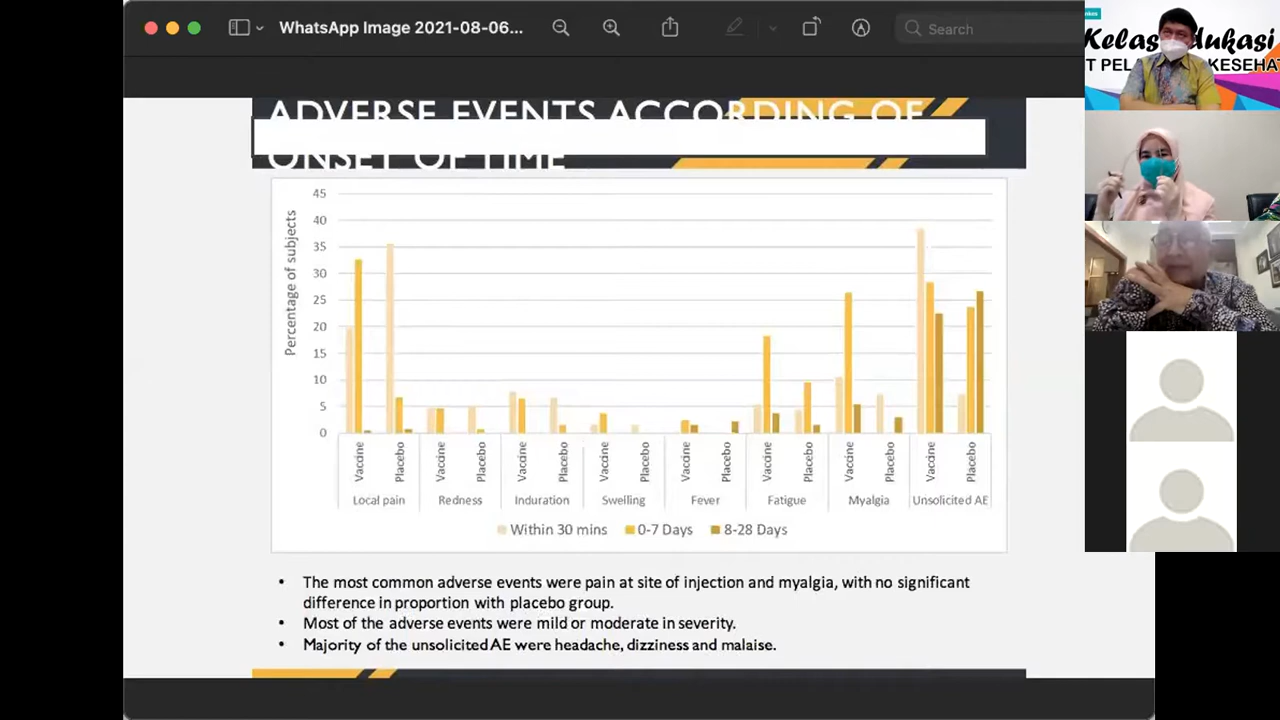 WhatsApp Image 2021-08-06...
Search
ADVERSE EVENTS ACCORDING OF
ONSET OF TIME
Percentage of subjects
45
40
35
30
25
20
15
10
5
0
Vaccine
Placebo
Vaccine
Placebo
Vaccine
Placebo
Vaccine
Placebo
Vaccine
Placebo
Vaccine
Placebo
Vaccine
Placebo
Vaccine
Placebo
Local pain
Redness
Induration
Swelling
Fever
Fatigue
Myalgia
Unsolicited AE
Within 30 mins
0-7 Days
8-28 Days
• The most common adverse events were pain at site of injection and myalgia, with no significant
difference in proportion with placebo group.
• Most of the adverse events were mild or moderate in severity.
• Majority of the unsolicited AE were headache, dizziness and malaise.
Kelas
dukasi